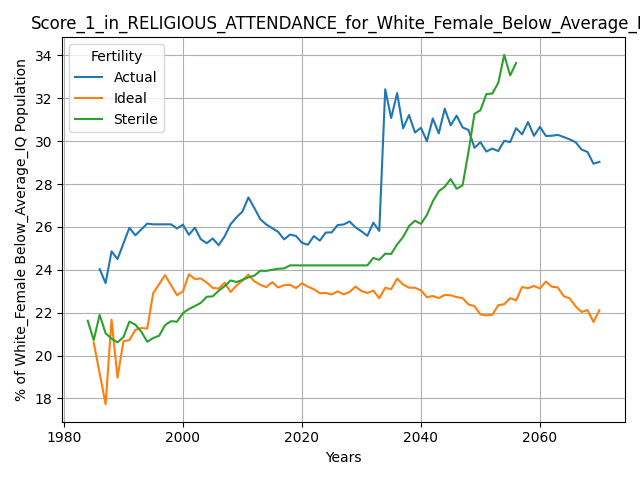 Score_1_in_RELIGIOUS_ATTENDANCE_for_White_Female_Below_Average_I
% of White_Female Below_Average_IQ Population
34
32
30
28
26
24
22
20
18
Fertility
Actual
Ideal
Sterile
1980 2000 2020 2040 2060
Years